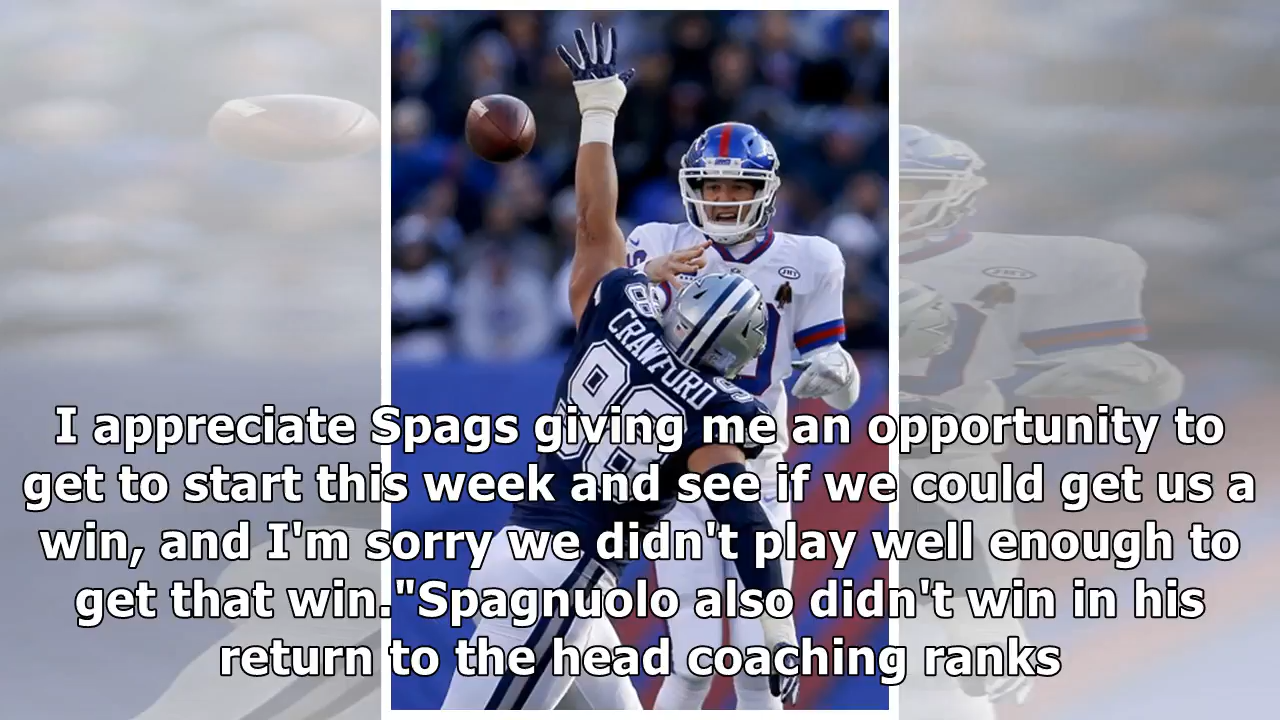 CRAWFORD
98
98
I appreciate Spags giving me an opportunity to
get to start this week and see if we could get us a
win, and I'm sorry we didn't play well enough to
get that win."Spagnuolo also didn't win in his
return to the head coaching ranks